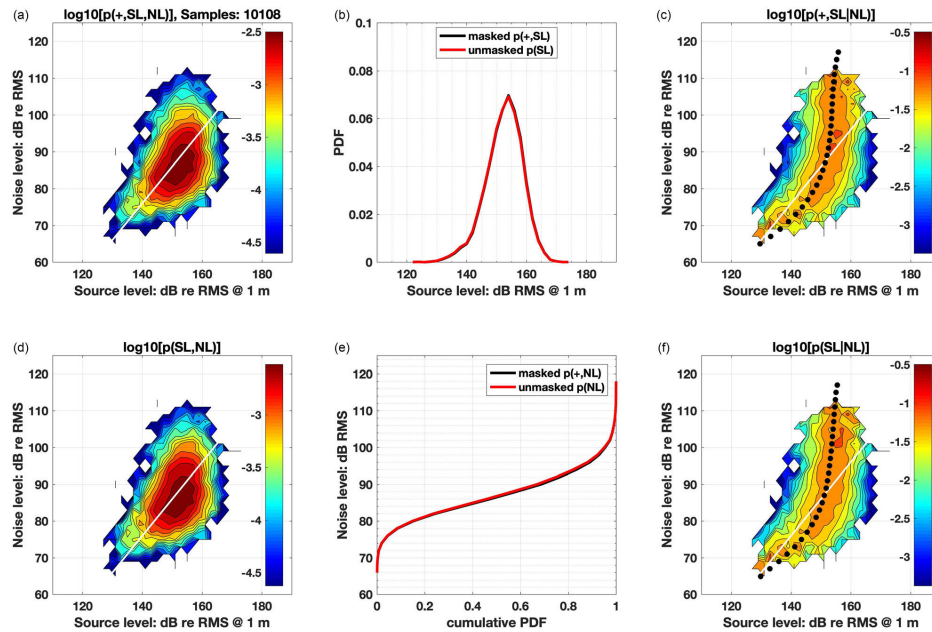 (a)
log10[p(+,SL,NL)], Samples: 10108
Noise level: dB re RMS
120
110
100
90
80
70
60
120 140 160 180
Source level: dB re RMS @ 1 m
-2.5
-3
-3.5
-4
-4.5
(b)
PDF
0.1
0.08
0.06
0.04
0.02
0
masked p(+,SL)
unmasked p(SL)
120 140 160 180
Source level: dB RMS @ 1 m
(c)
log10[p(+,SL|NL)]
Noise level: dB re RMS
120
110
100
90
80
70
60
120 140 160 180
Source level: dB re RMS @ 1 m
-0.5
-1
-1.5
-2
-2.5
-3
(d)
log10[p(SL,NL)]
Noise level: dB re RMS
120
110
100
90
80
70
60
120 140 160 180
Source level: dB re RMS @ 1 m
-3
-3.5
-4
-4.5
(e)
Noise level: dB RMS
120
110
100
90
80
70
60
masked p(+,NL)
unmasked p(NL)
0 0.2 0.4 0.6 0.8 1
cumulative PDF
(f)
log10[p(SL|NL)]
Noise level: dB re RMS
120
110
100
90
80
70
60
120 140 160 180
Source level: dB re RMS @ 1 m
-0.5
-1
-1.5
-2
-2.5
-3